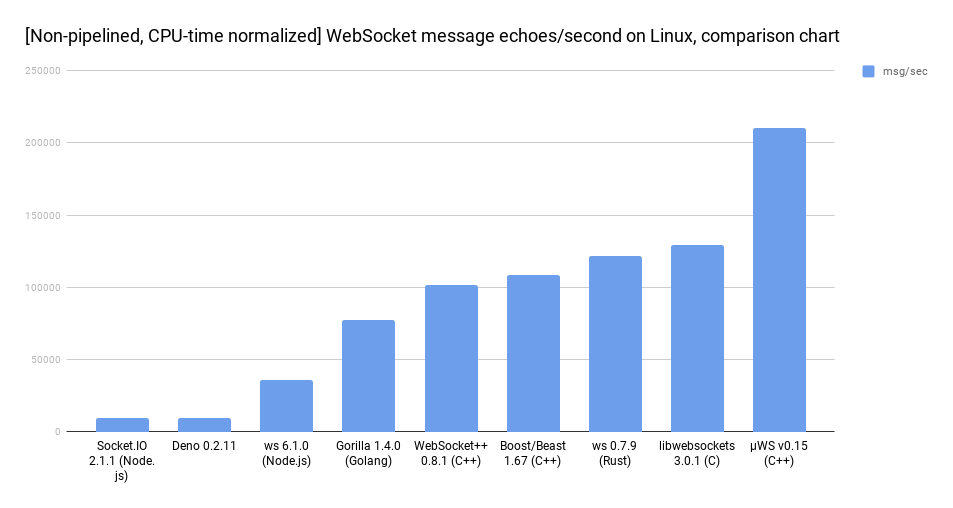 [Non-pipelined, CPU-time normalized] WebSocket message echoes/second on Linux, comparison chart
msg/sec
250000
200000
150000
100000
50000
0
Socket.IO
2.1.1 (Node.
js)
Deno 0.2.11
ws 6.1.0
(Node.js)
Gorilla 1.4.0
(Golang)
WebSocket++
0.8.1 (C++)
Boost/Beast
1.67 (C++)
ws 0.7.9
(Rust)
libwebsockets
3.0.1 (C)
µWS v0.15
(C++)